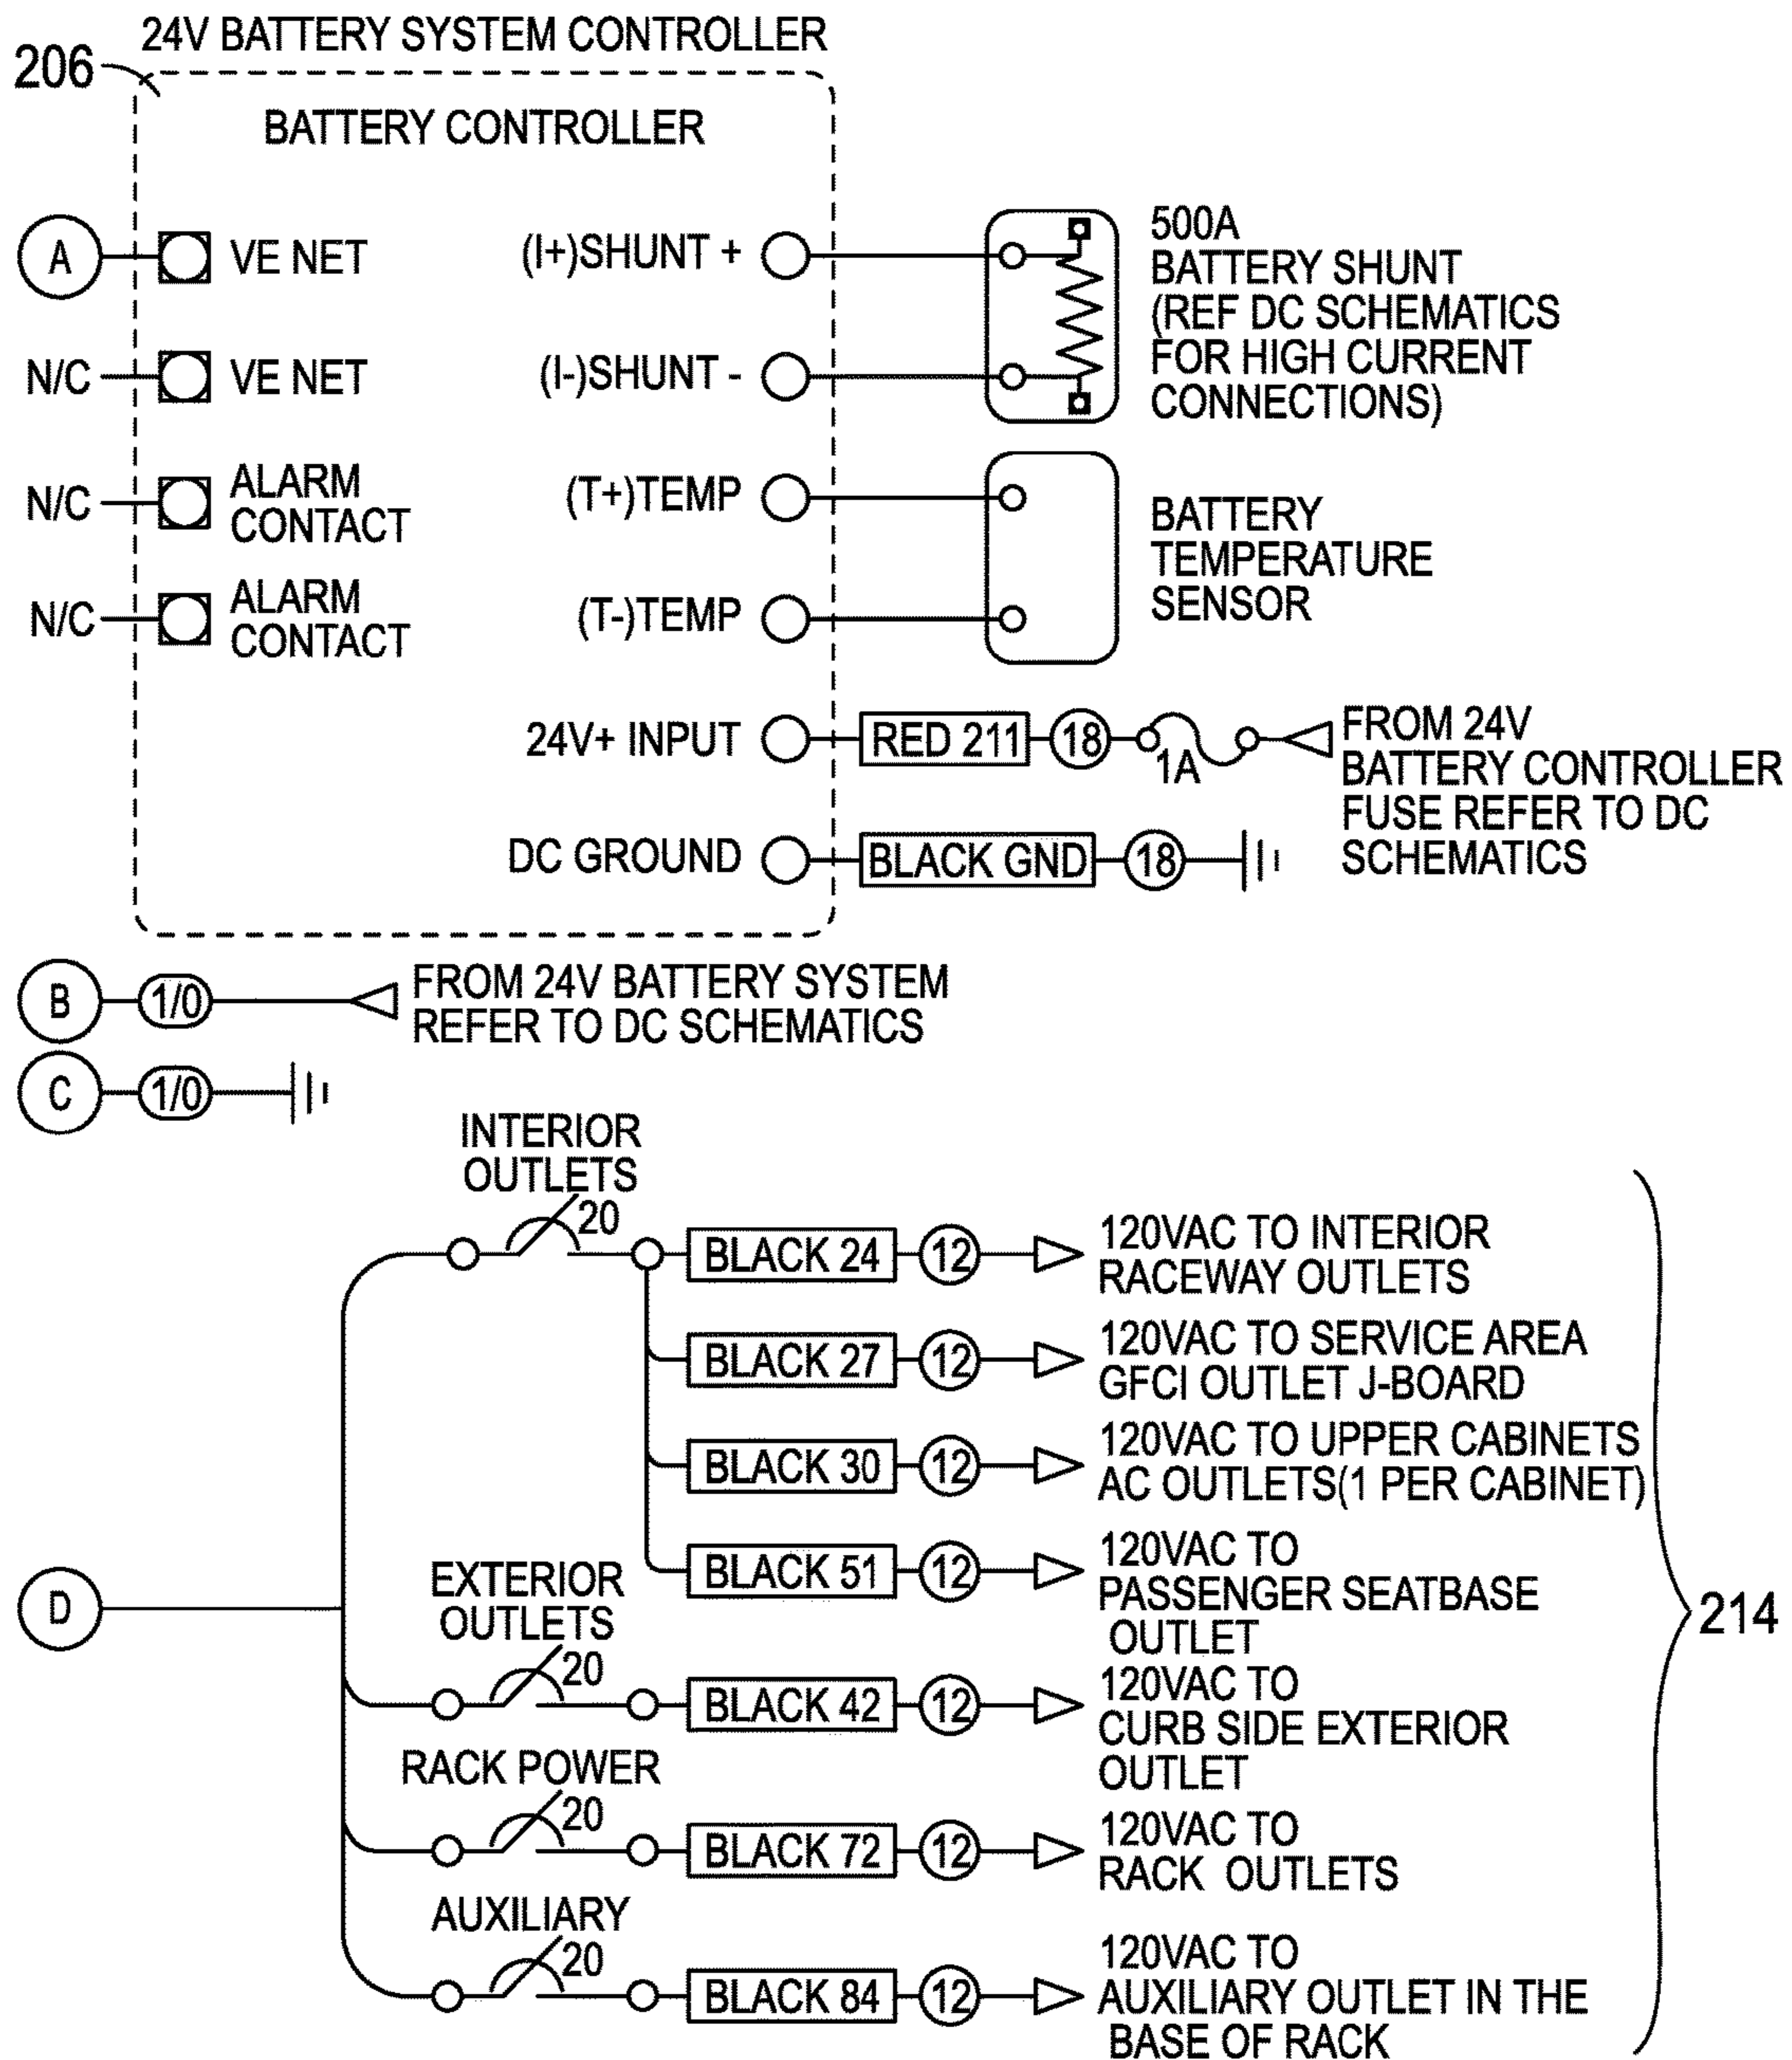 24V BATTERY SYSTEM CONTROLLER
206
BATTERY CONTROLLER
A
VE NET
(I+)SHUNT +
500A
BATTERY SHUNT
(REF DC SCHEMATICS
FOR HIGH CURRENT
CONNECTIONS)
N/C
VE NET
(I-)SHUNT -
N/C
ALARM
CONTACT
(T+)TEMP
BATTERY
TEMPERATURE
SENSOR
N/C
ALARM
CONTACT
(T-)TEMP
24V+ INPUT
RED 211
18
1A
FROM 24V
BATTERY CONTROLLER
FUSE REFER TO DC
SCHEMATICS
DC GROUND
BLACK GND
18
B
1/0
FROM 24V BATTERY SYSTEM
REFER TO DC SCHEMATICS
C
1/0
INTERIOR
OUTLETS
20
BLACK 24
12
120VAC TO INTERIOR
RACEWAY OUTLETS
BLACK 27
12
120VAC TO SERVICE AREA
GFCI OUTLET J-BOARD
BLACK 30
12
120VAC TO UPPER CABINETS
AC OUTLETS(1 PER CABINET)
BLACK 51
12
120VAC TO
PASSENGER SEATBASE
OUTLET
D
214
EXTERIOR
OUTLETS
20
BLACK 42
12
120VAC TO
CURB SIDE EXTERIOR
OUTLET
RACK POWER
20
BLACK 72
12
120VAC TO
RACK OUTLETS
AUXILIARY
20
BLACK 84
12
120VAC TO
AUXILIARY OUTLET IN THE
BASE OF RACK